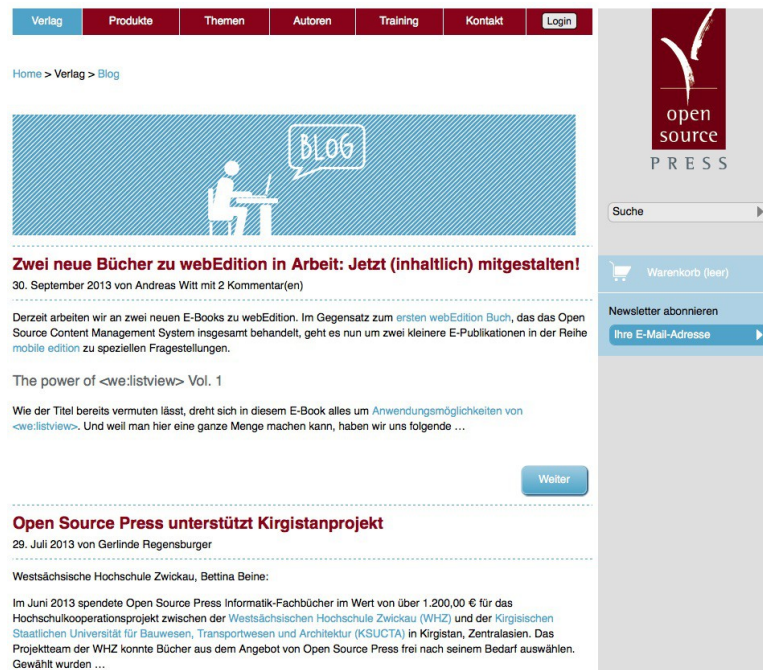 Verlag Produkte Themen Autoren Training Kontakt Login
Home > Verlag > Blog
BLOG
Zwei neue Bücher zu webEdition in Arbeit: Jetzt (inhaltlich) mitgestalten!
30. September 2013 von Andreas Witt mit 2 Kommentar(en)
Derzeit arbeiten wir an zwei neuen E-Books zu webEdition. Im Gegensatz zum ersten webEdition Buch, das das Open
Source Content Management System insgesamt behandelt, geht es nun um zwei kleinere E-Publikationen in der Reihe
mobile edition zu speziellen Fragestellungen.
The power of <we:listview> Vol. 1
Wie der Titel bereits vermuten lässt, dreht sich in diesem E-Book alles um Anwendungsmöglichkeiten von
<we:listview>. Und weil man hier eine ganze Menge machen kann, haben wir uns folgende …
Weiter
Open Source Press unterstützt Kirgistanprojekt
29. Juli 2013 von Gerlinde Regensburger
Westsächsische Hochschule Zwickau, Bettina Beine:
Im Juni 2013 spendete Open Source Press Informatik-Fachbücher im Wert von über 1.200,00 € für das
Hochschulkooperationsprojekt zwischen der Westsächsischen Hochschule Zwickau (WHZ) und der Kirgisischen
Staatlichen Universität für Bauwesen, Transportwesen und Architektur (KSUCTA) in Kirgistan, Zentralasien. Das
Projektteam der WHZ konnte Bücher aus dem Angebot von Open Source Press frei nach seinem Bedarf auswählen.
Gewählt wurden …
open
source
PRESS
Suche
Warenkorb (leer)
Newsletter abonnieren
Ihre E-Mail-Adresse